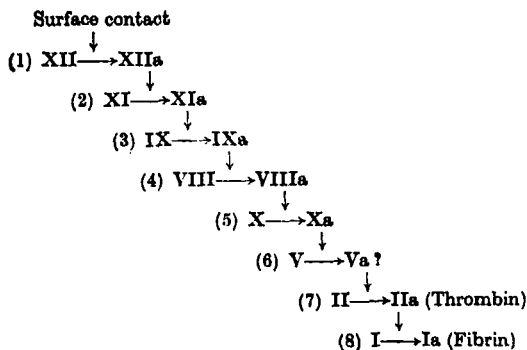 Surface contact
(1) XII→XIIa
(2) XI→XIa
(3) IX→IXa
(4) VIII→VIIIa
(5) X→Xa
(6) V→Va ?
(7) II→IIa (Thrombin)
(8) I→Ia (Fibrin)